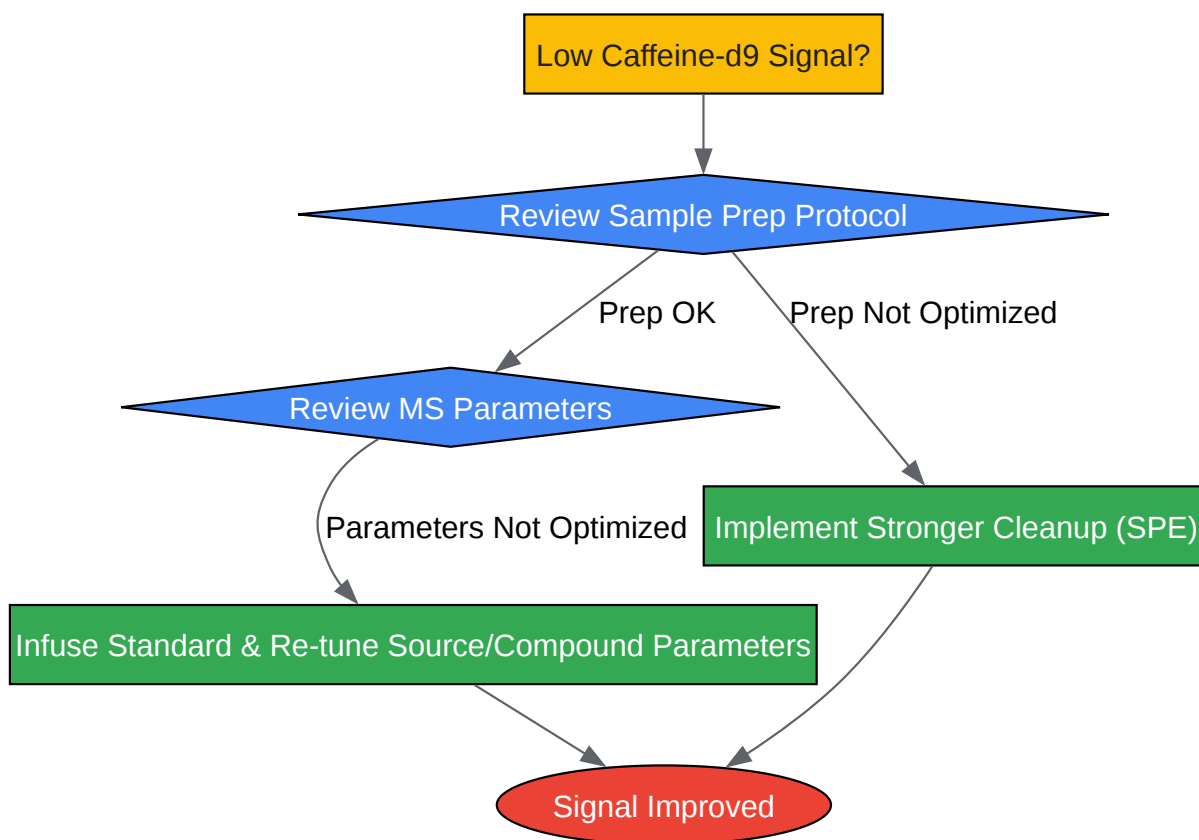 Low Caffeine-d9 Signal?
Review Sample Prep Protocol
Prep OK
Prep Not Optimized
Review MS Parameters
Parameters Not Optimized
Implement Stronger Cleanup (SPE)
Infuse Standard & Re-tune Source/Compound Parameters
Signal Improved